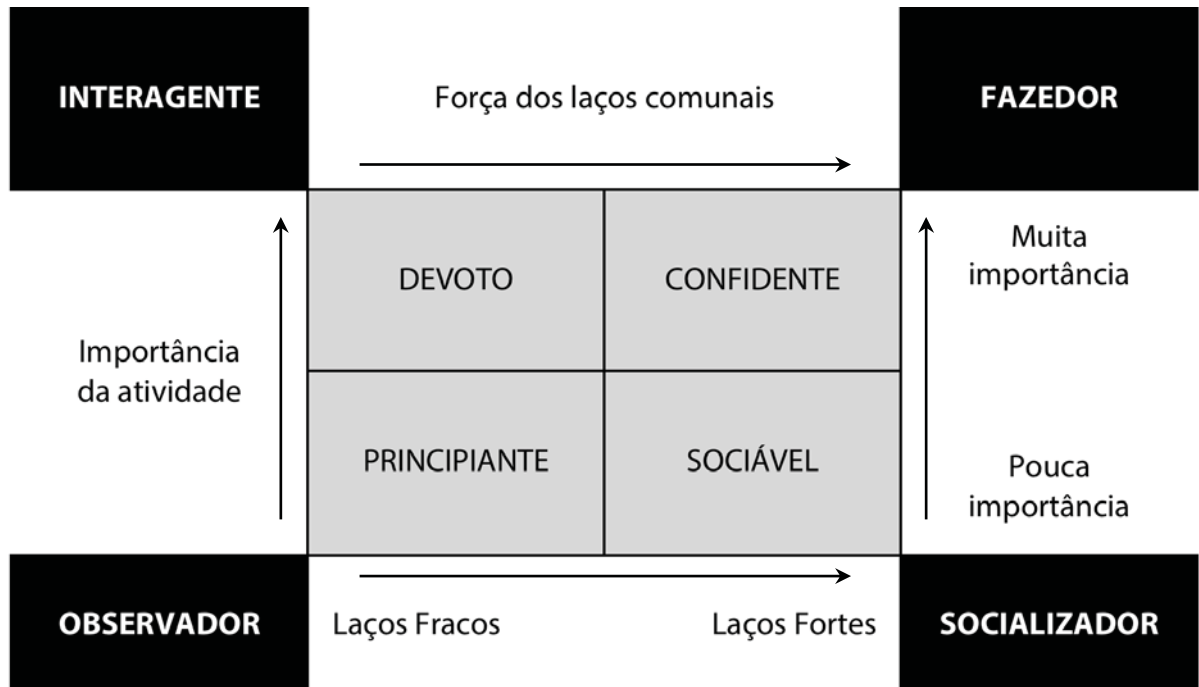 INTERAGENTE
Força dos laços comunais
FAZEDOR
DEVOTO
CONFIDENTE
Muita
importância
Importância
da atividade
PRINCIPIANTE
SOCIÁVEL
Pouca
importância
OBSERVADOR
Laços Fracos
Laços Fortes
SOCIALIZADOR